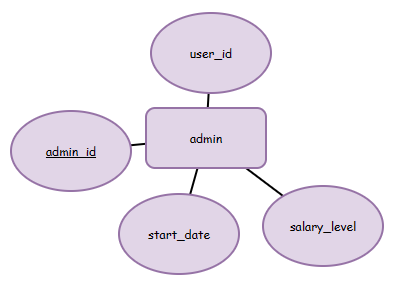 user_id
admin
admin_id
start_date
salary_level